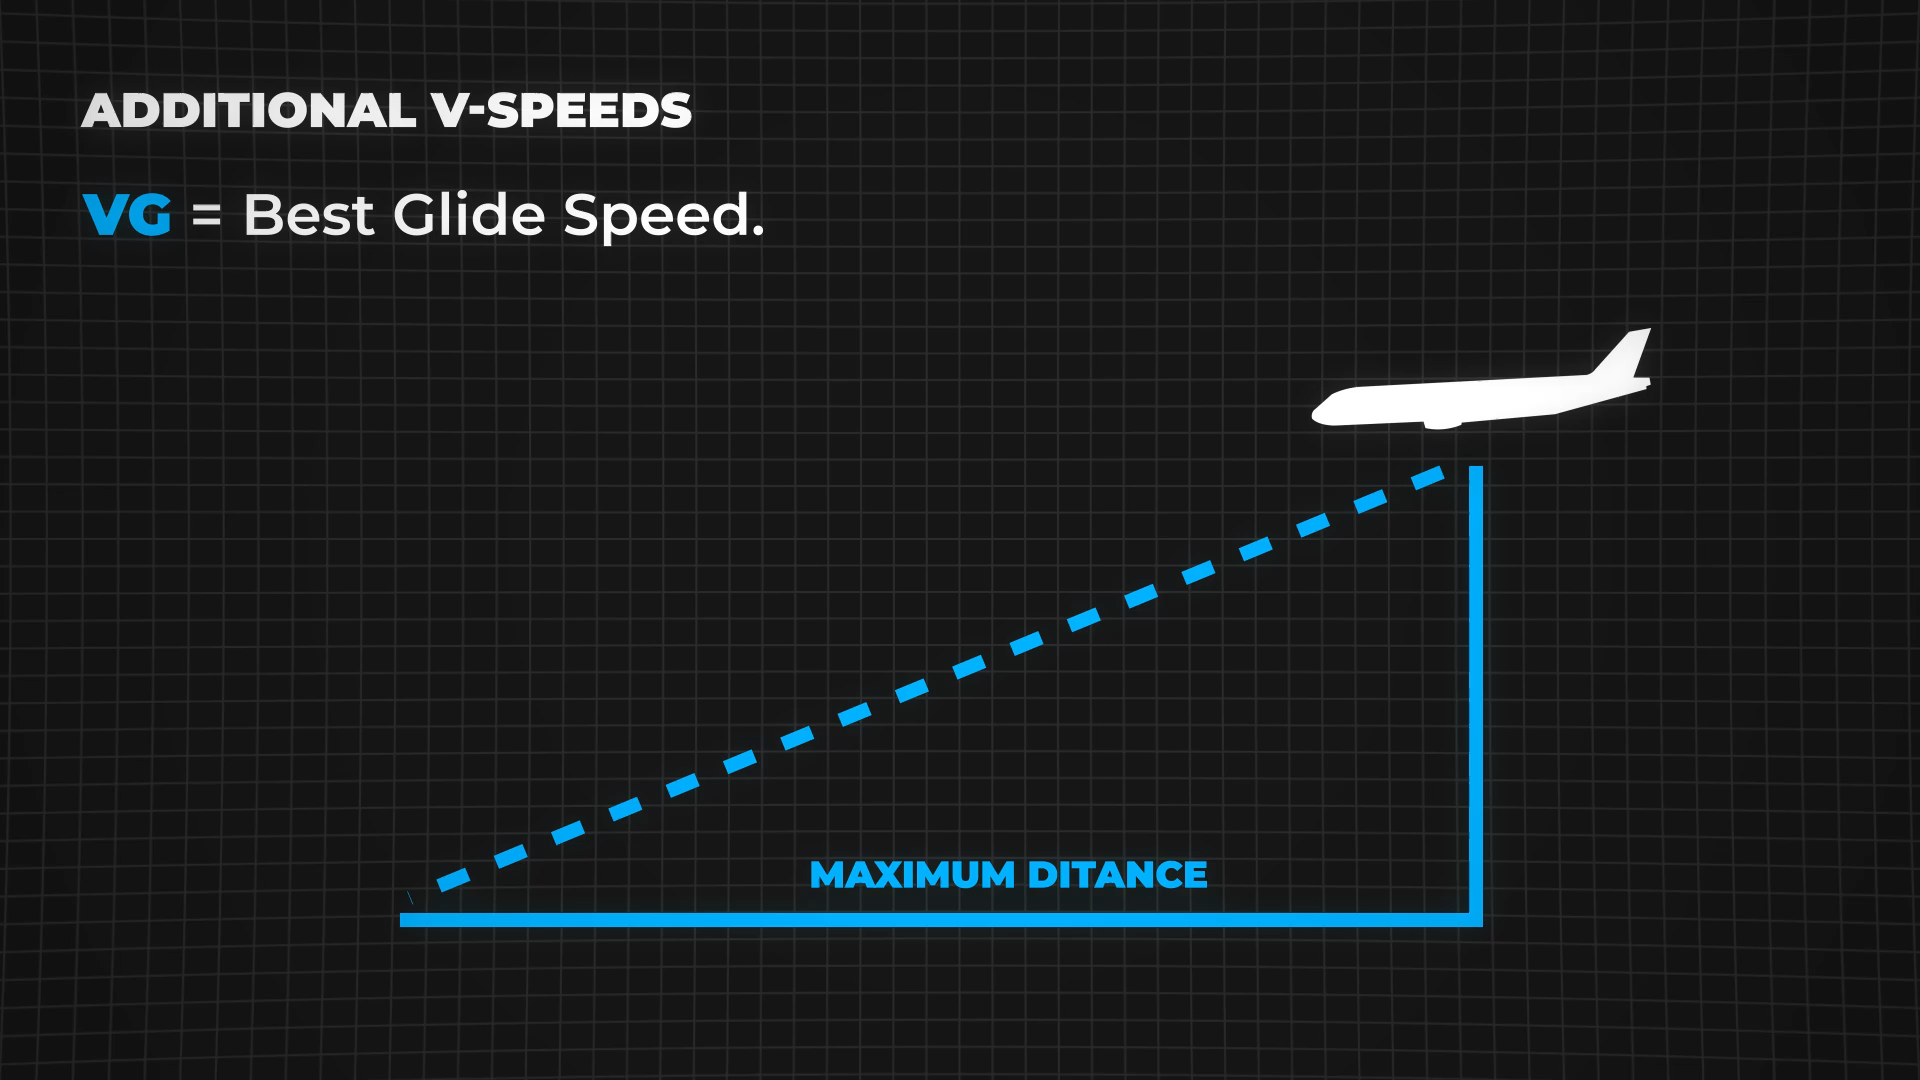 ADDITIONAL V-SPEEDS
VG = Best Glide Speed.
MAXIMUM DITANCE